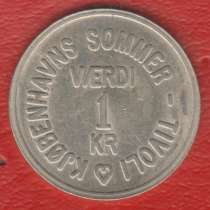 KJØBENHAVNS SOMMER - TIVOLI
VÆRDI
1
KR